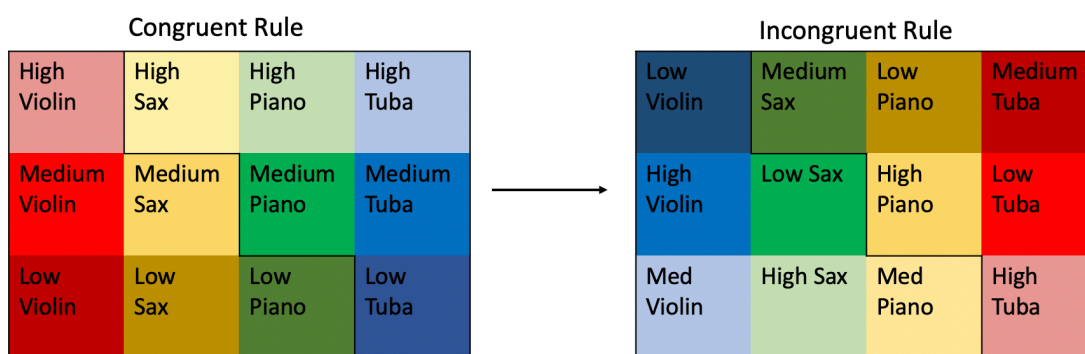 Congruent Rule
Incongruent Rule
High
Violin
High
Sax
High
Piano
High
Tuba
Medium
Violin
Medium
Sax
Medium
Piano
Medium
Tuba
Low
Violin
Low
Sax
Low
Piano
Low
Tuba
Low
Violin
Medium
Sax
Low
Piano
Medium
Tuba
High
Violin
Low Sax
High
Piano
Low
Tuba
Med
Violin
High Sax
Med
Piano
High
Tuba